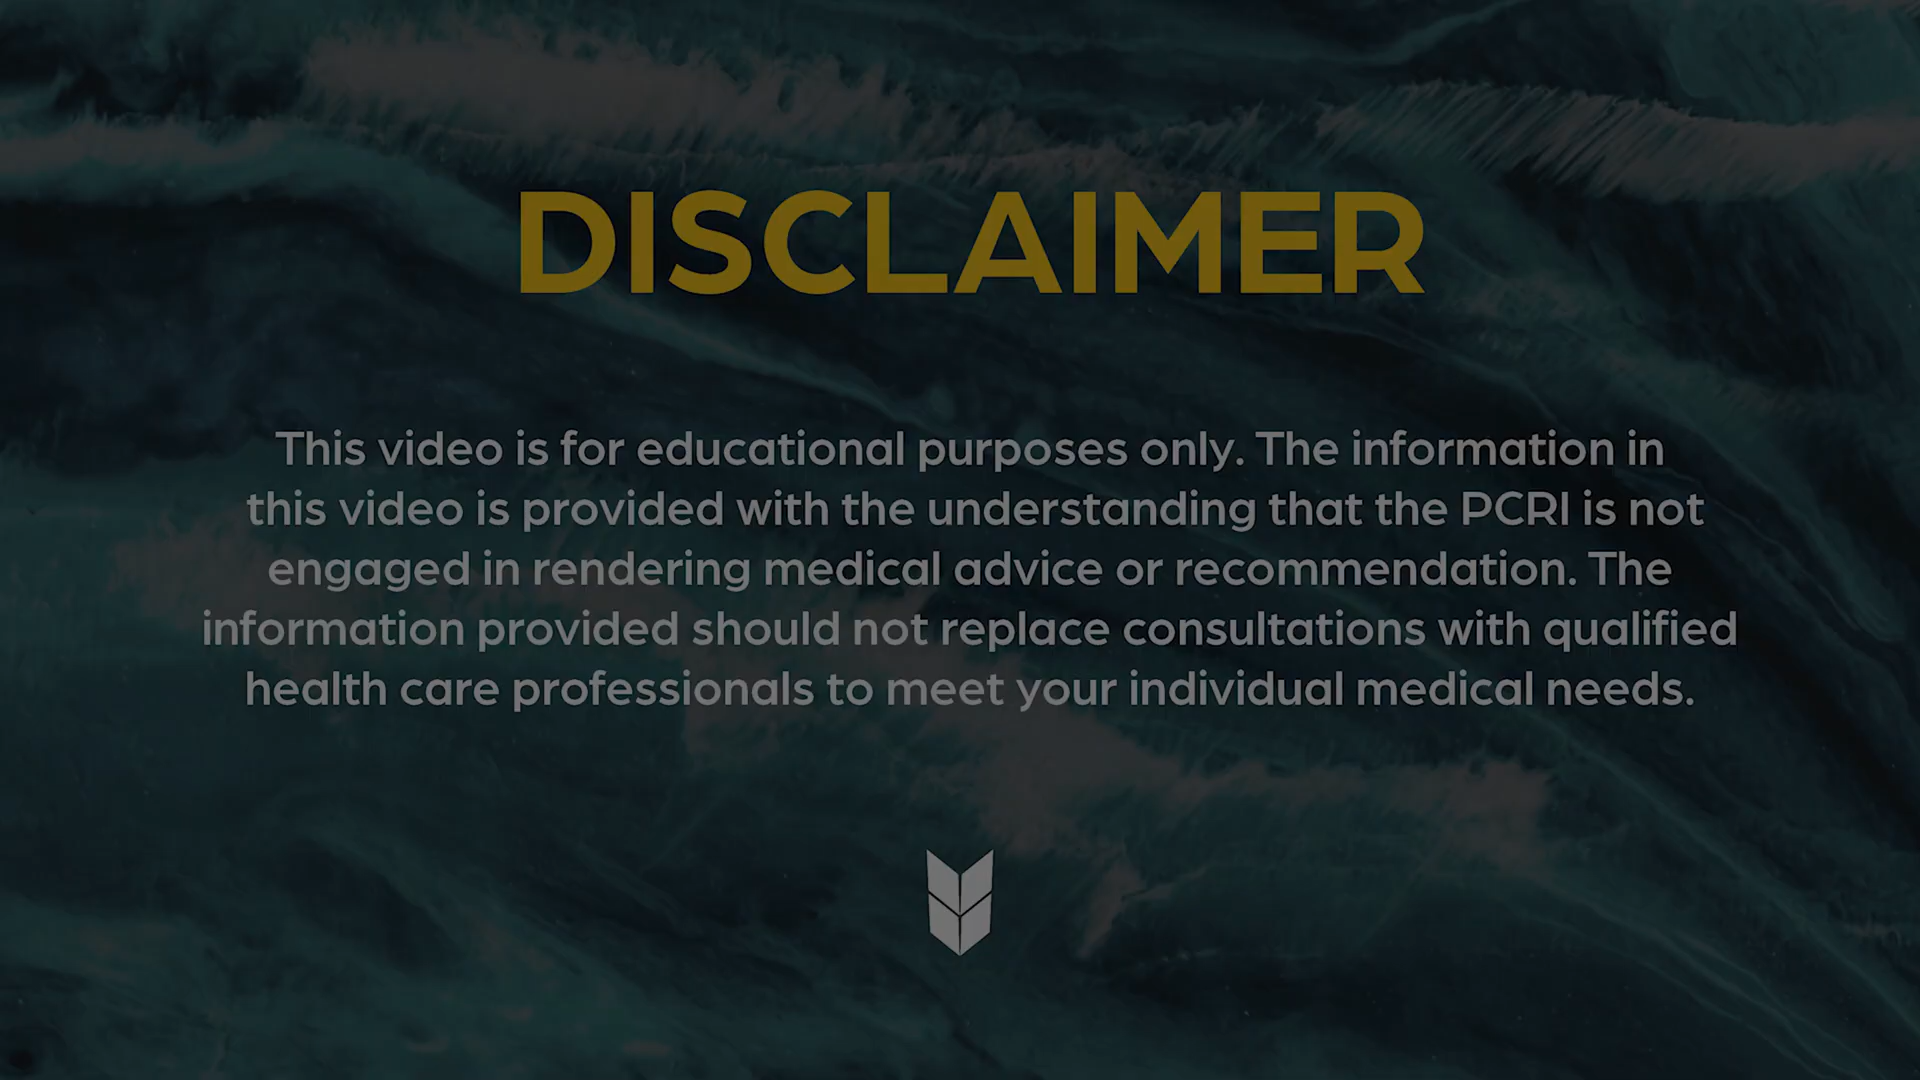 DISCLAIMER
This video is for educational purposes only. The information in
this video is provided with the understanding that the PCRI is not
engaged in rendering medical advice or recommendation. The
information provided should not replace consultations with qualified
health care professionals to meet your individual medical needs.